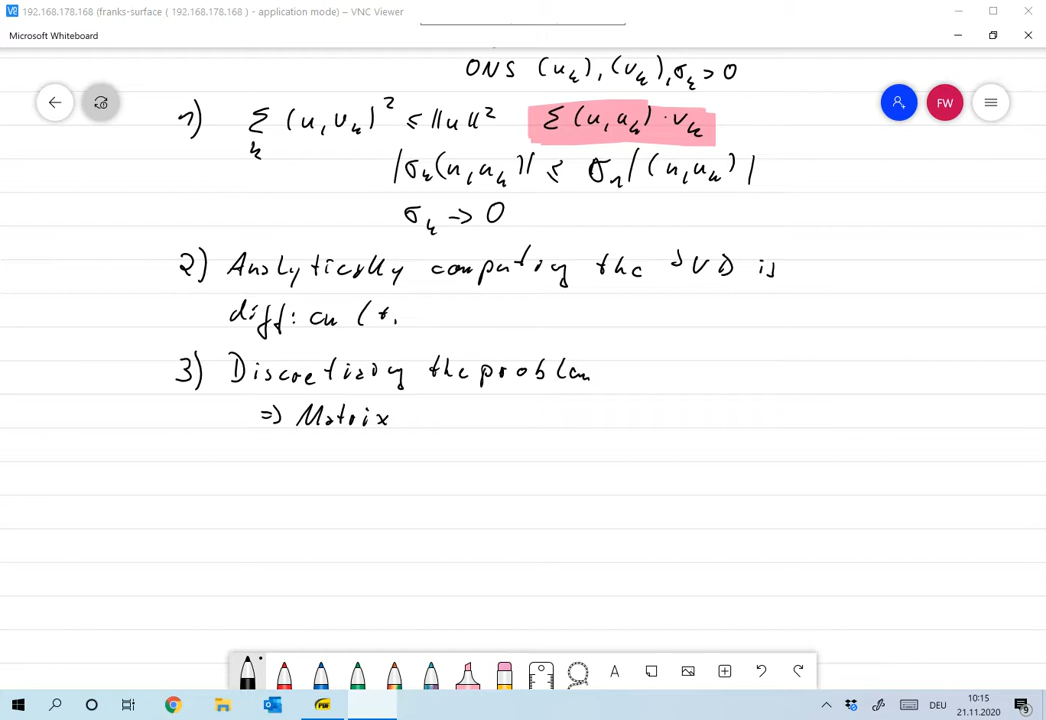 192.168.178.168 (franks-surface ( 192.168.178.168 ) - application mode) – VNC Viewer
Microsoft Whiteboard
ONS (u_k), (v_k), σ_k > 0
1) Σ_k (u, v_k)² ≤ ||u||² Σ (u, u_k) · v_k
|σ_k (u, u_k)| ≤ σ_1 |(u, u_k)|
σ_k -> 0
2) Analytically computing the SVD is
difficult.
3) Discretizing the problem
=> Matrix
FW
A
DEU
10:15
21.11.2020
9